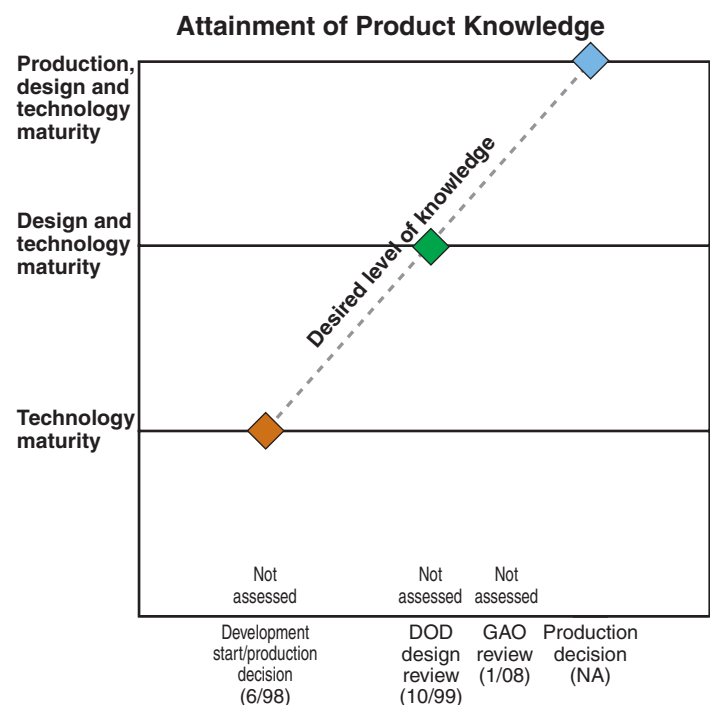 Attainment of Product Knowledge
Production,
design and
technology
maturity
Design and
technology
maturity
Technology
maturity
Desired level of knowledge
Not
assessed
Not
assessed
Not
assessed
Development
start/production
decision
(6/98)
DOD
design
review
(10/99)
GAO
review
(1/08)
Production
decision
(NA)